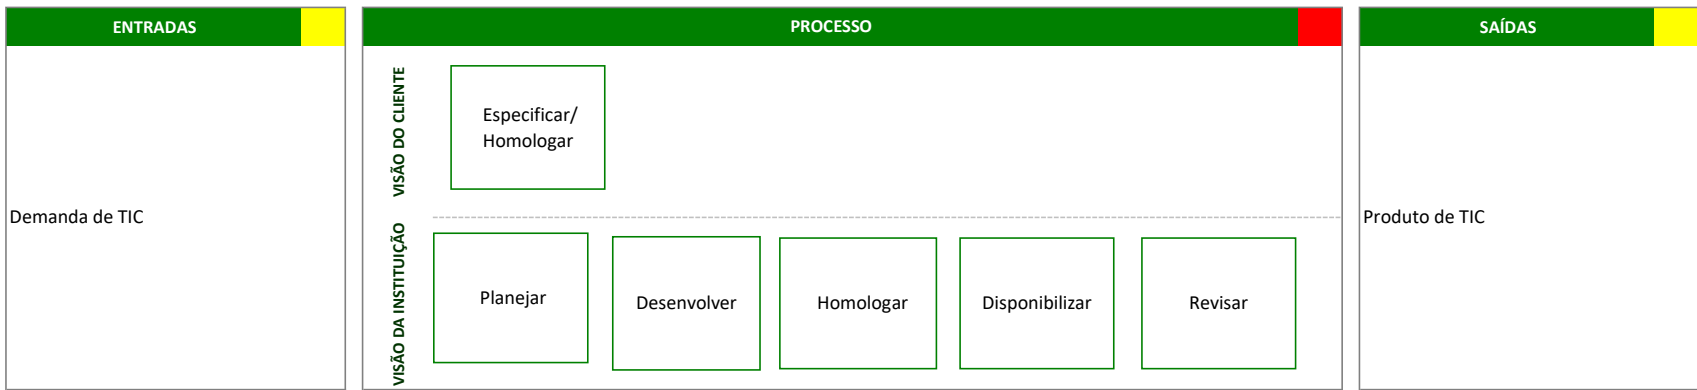 ENTRADAS
PROCESSO
SAÍDAS
Demanda de TIC
VISÃO DO CLIENTE
Especificar/
Homologar
VISÃO DA INSTITUIÇÃO
Planejar
Desenvolver
Homologar
Disponibilizar
Revisar
Produto de TIC